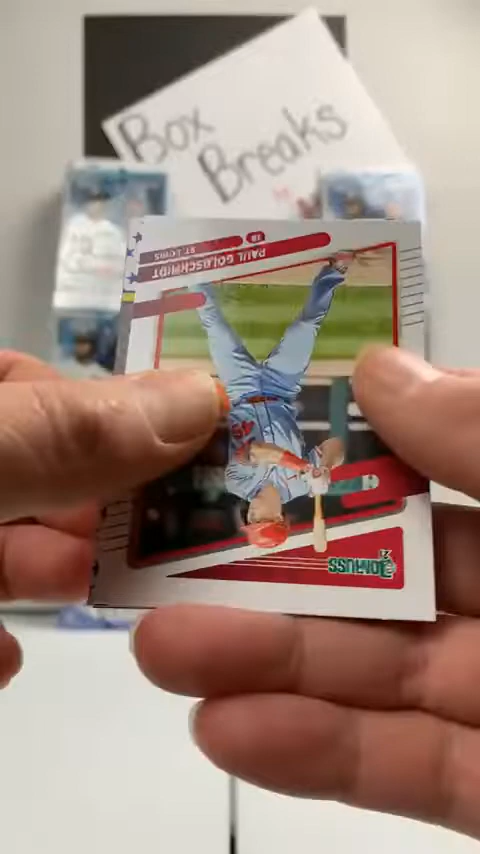 Box
Breaks
1B
ST. LOUIS
PAUL GOLDSCHMIDT
DONRUSS